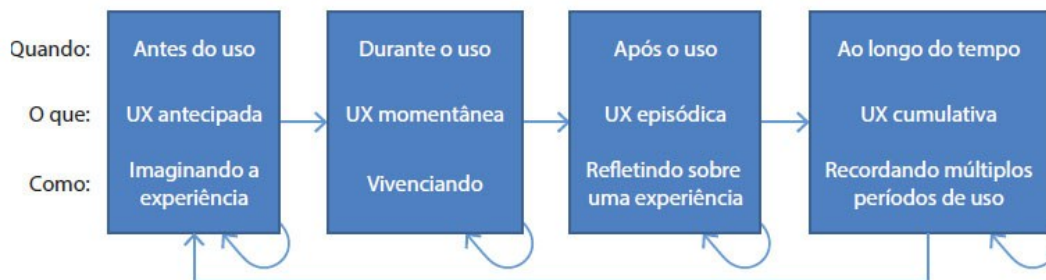 Quando: Antes do uso Durante o uso Após o uso Ao longo do tempo
O que: UX antecipada UX momentânea UX episódica UX cumulativa
Como: Imaginando a experiência Vivenciando Refletindo sobre uma experiência Recordando múltiplos períodos de uso